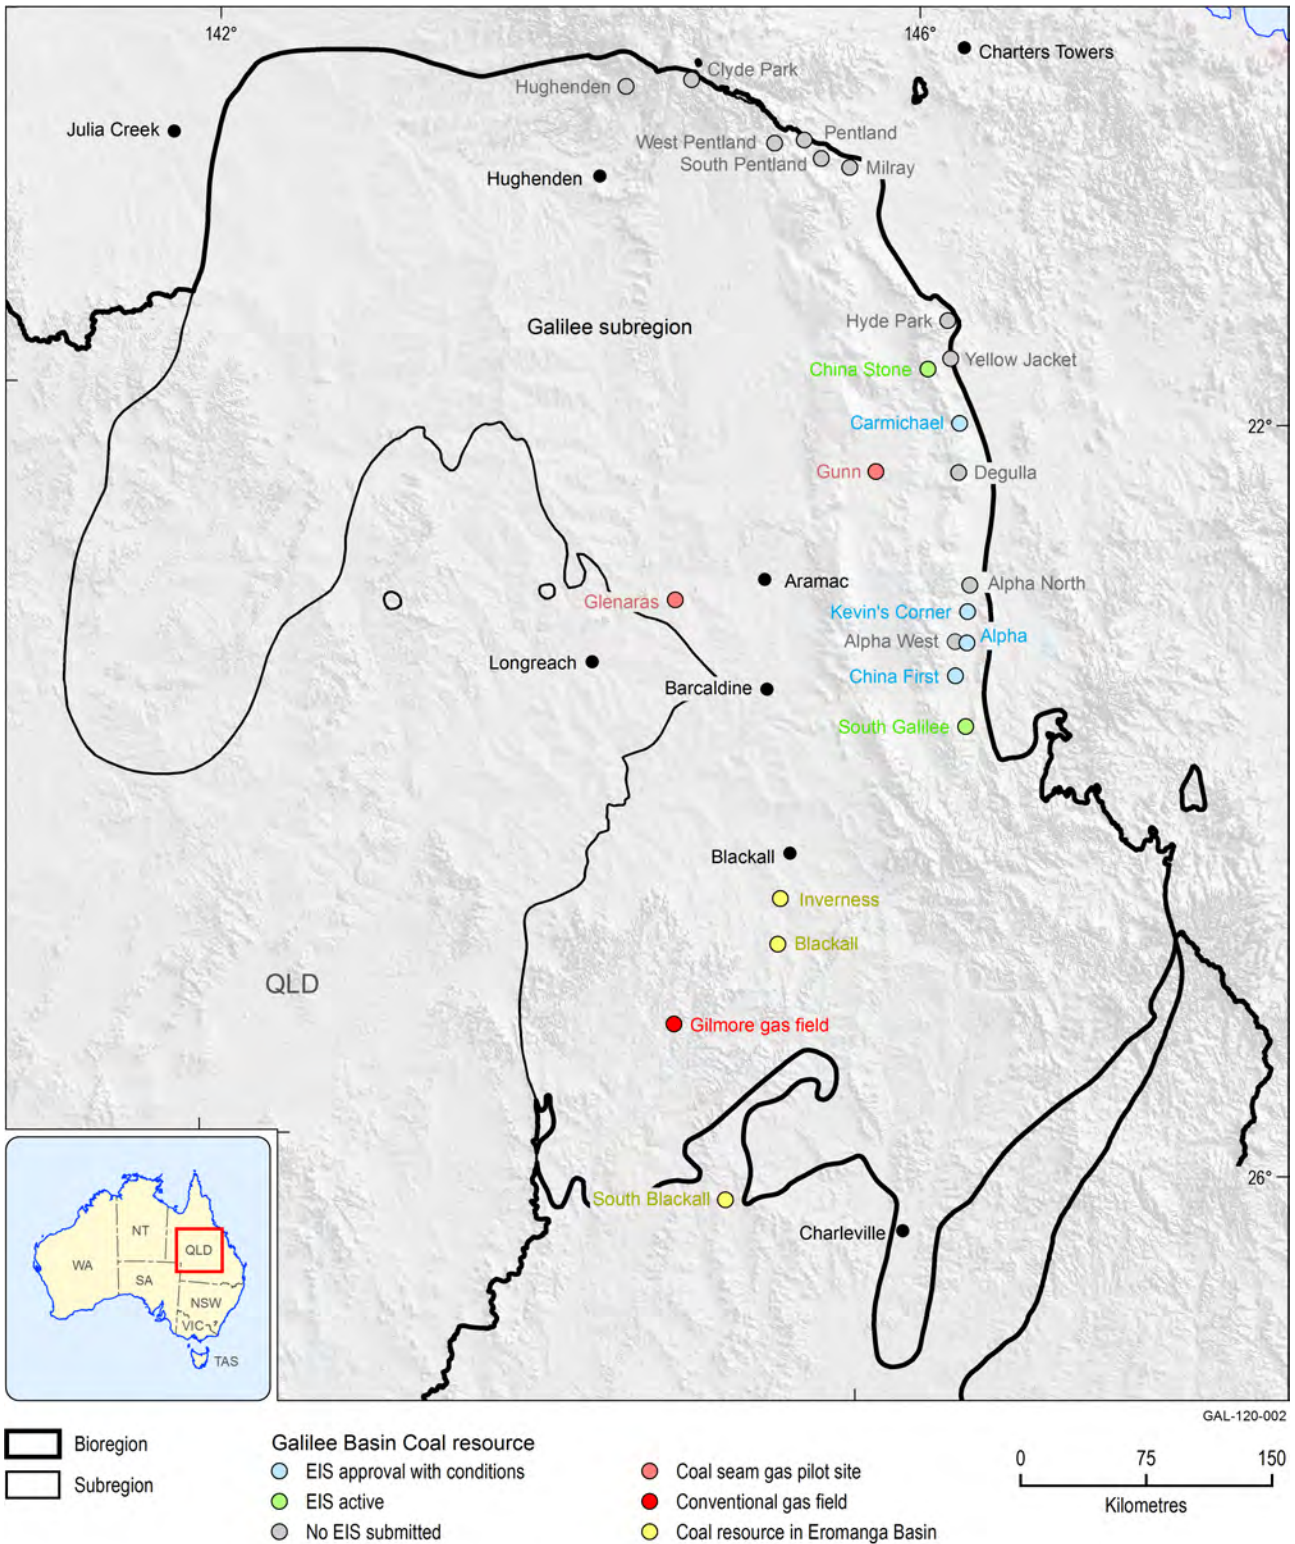 142°
146°
Charters Towers
Clyde Park
Hughenden
Julia Creek
Pentland
West Pentland
South Pentland
Milray
Hughenden
Hyde Park
Galilee subregion
Yellow Jacket
China Stone
Carmichael
22°
Gunn
Degulla
Aramac
Alpha North
Glenaras
Kevin's Corner
Alpha West
Alpha
Longreach
China First
Barcaldine
South Galilee
Blackall
Inverness
Blackall
QLD
Gilmore gas field
26°
South Blackall
Charleville
NT
QLD
WA
SA
NSW
VIC
TAS
GAL-120-002
Bioregion
Subregion
Galilee Basin Coal resource
EIS approval with conditions
EIS active
No EIS submitted
Coal seam gas pilot site
Conventional gas field
Coal resource in Eromanga Basin
0 75 150
Kilometres